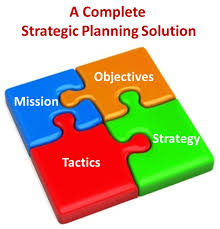 A Complete
Strategic Planning Solution
Objectives
Mission
Strategy
Tactics